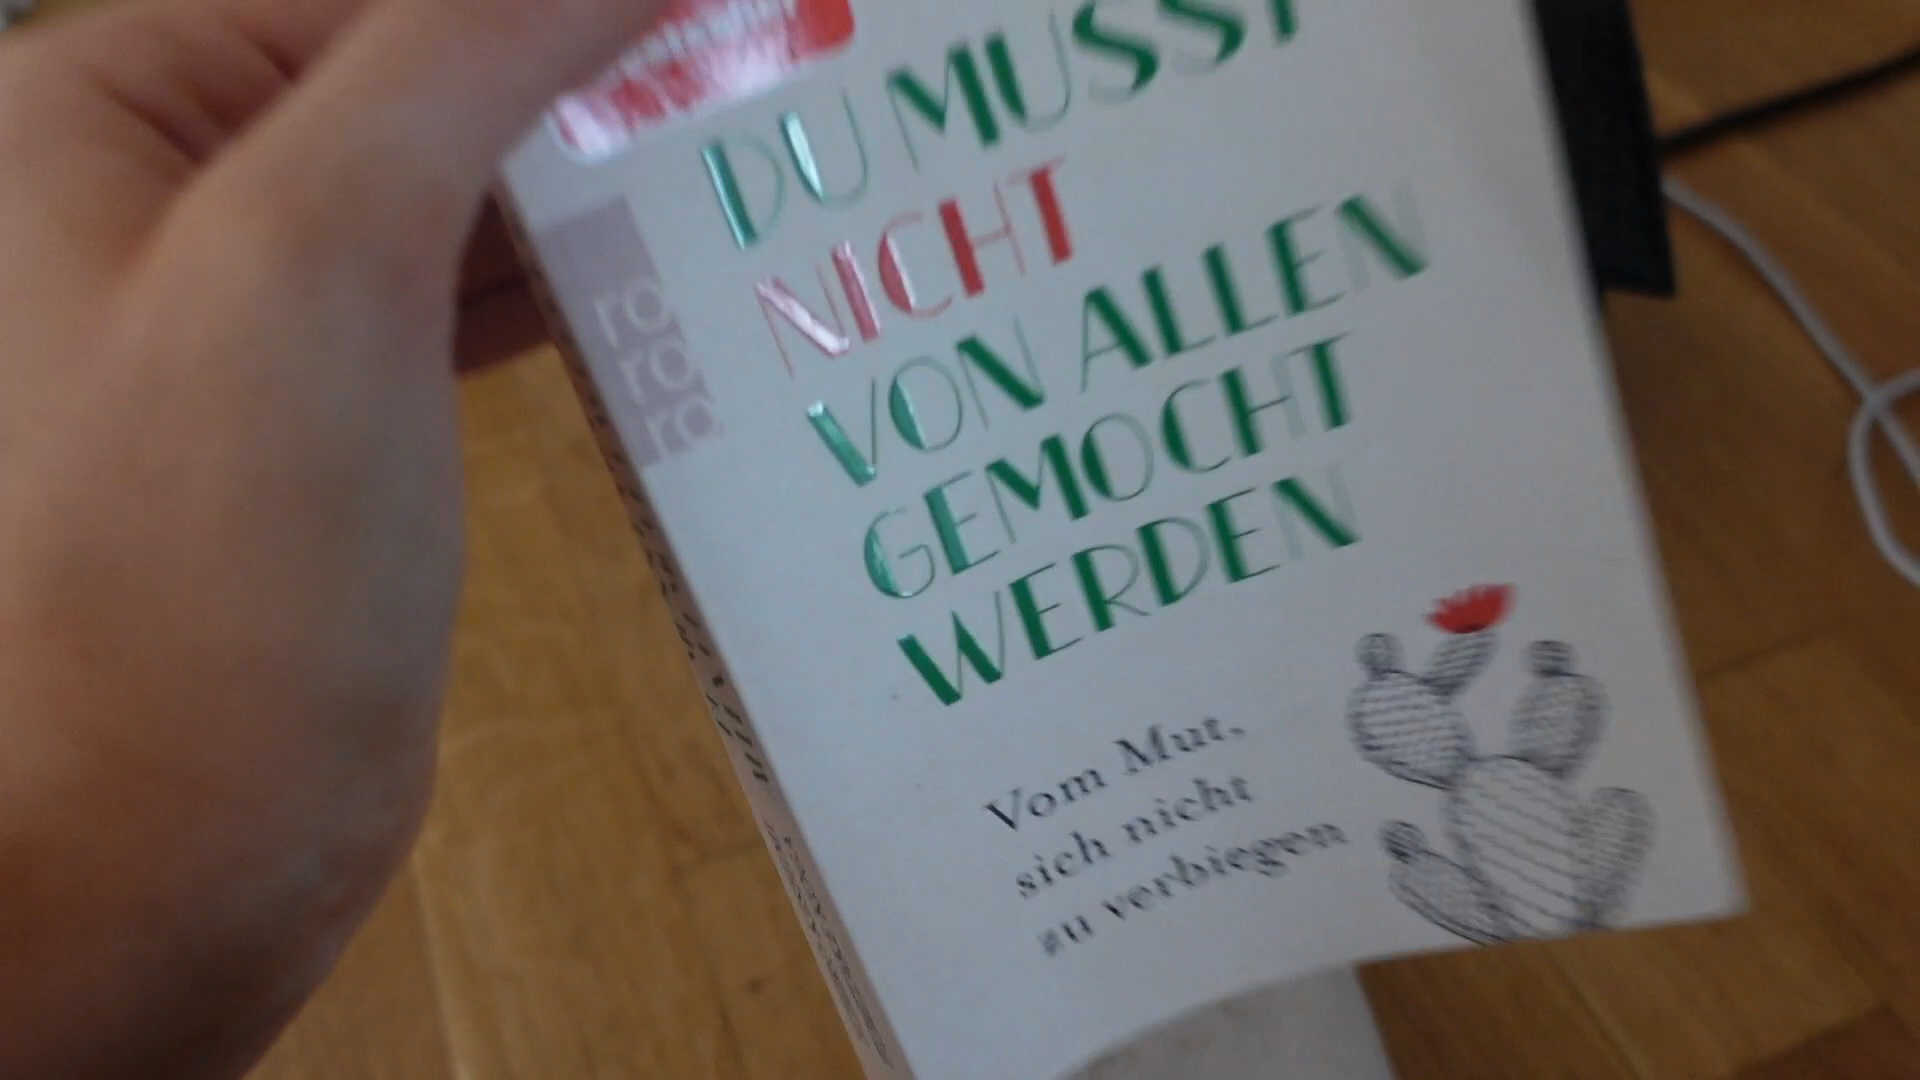 DU MUSST
NICHT
VON ALLEN
GEMOCHT
WERDEN
ro
ro
ro
Vom Mut,
sich nicht
zu verbiegen